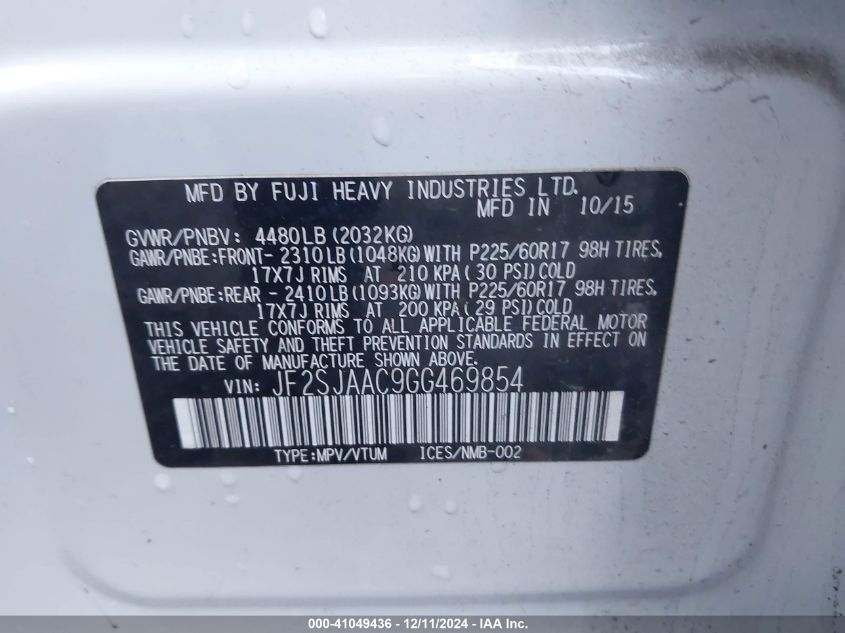 MFD BY FUJI HEAVY INDUSTRIES LTD.
MFD IN 10/15
GVWR/PNBV: 4480LB(2032KG)
GAWR/PNBE:FRONT- 2310LB(1048KG)WITH P225/60R17 98H TIRES,
17X7J RIMS AT 210 KPA( 30 PSI)COLD
GAWR/PNBE:REAR - 2410LB(1093KG)WITH P225/60R17 98H TIRES,
17X7J RIMS AT 200 KPA( 29 PSI)COLD
THIS VEHICLE CONFORMS TO ALL APPLICABLE FEDERAL MOTOR
VEHICLE SAFETY AND THEFT PREVENTION STANDARDS IN EFFECT ON
THE DATE OF MANUFACTURE SHOWN ABOVE.
VIN: JF2SJAAC9GG469854
TYPE:MPV/VTUM ICES/NMB-002
000-41049436 - 12/11/2024 - IAA Inc.